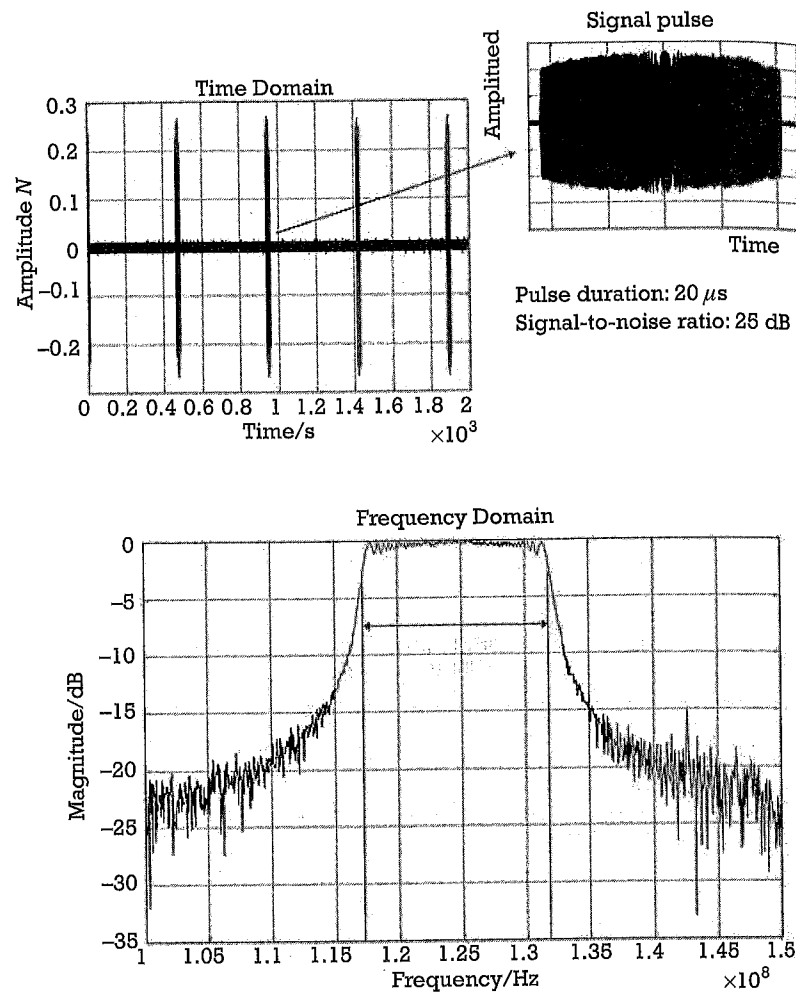 Signal pulse
Amplitued
Time
Time Domain
Amplitude N
0.3
0.2
0.1
0
−0.1
−0.2
0 0.2 0.4 0.6 0.8 1 1.2 1.4 1.6 1.8 2
Time/s
×10³
Pulse duration: 20 μs
Signal-to-noise ratio: 25 dB
Frequency Domain
Magnitude/dB
0
−5
−10
−15
−20
−25
−30
−35
1 1.05 1.1 1.15 1.2 1.25 1.3 1.35 1.4 1.45 1.5
Frequency/Hz
×10⁸